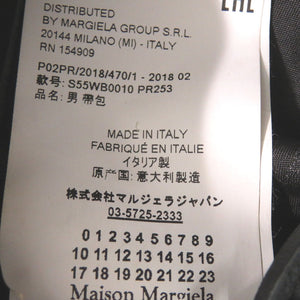 DISTRIBUTED
BY MARGIELA GROUP S.R.L.
20144 MILANO (MI) - ITALY
RN 154909
EAC
P02PR/2018/470/1 - 2018 02
款号: S55WB0010 PR253
品名: 男 帶包
MADE IN ITALY
FABRIQUÉ EN ITALIE
イタリア製
原产国: 意大利製造
株式会社マルジェラジャパン
03-5725-2333
0 1 2 3 4 5 6 7 8 9
10 11 12 13 14 15 16
17 18 19 20 21 22 23
Maison Margiela